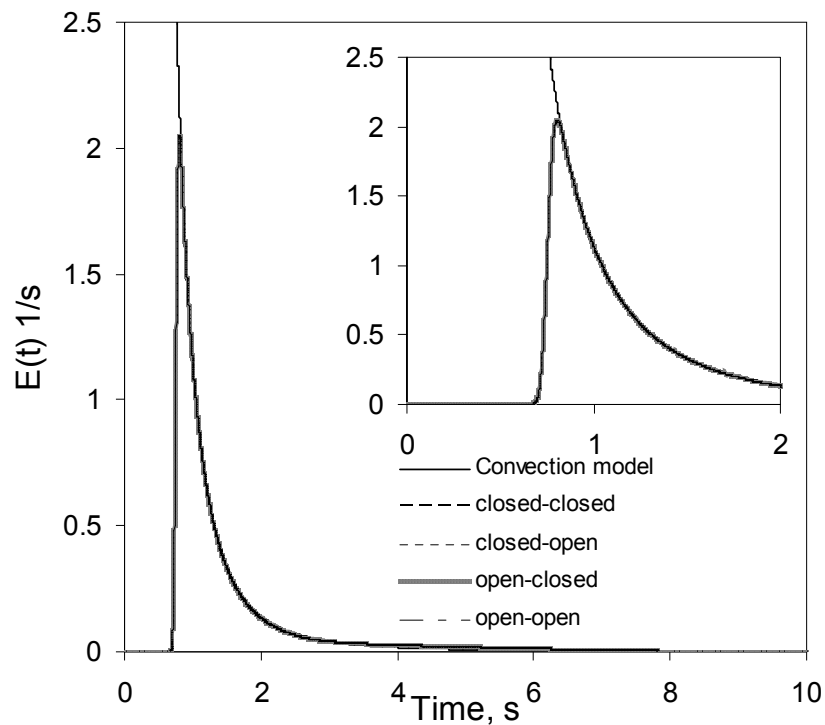 2.5
2
1.5
1
0.5
0
E(t) 1/s
0 2 4 6 8 10
Time, s
2.5
2
1.5
1
0.5
0
0 1 2
Convection model
closed-closed
closed-open
open-closed
open-open